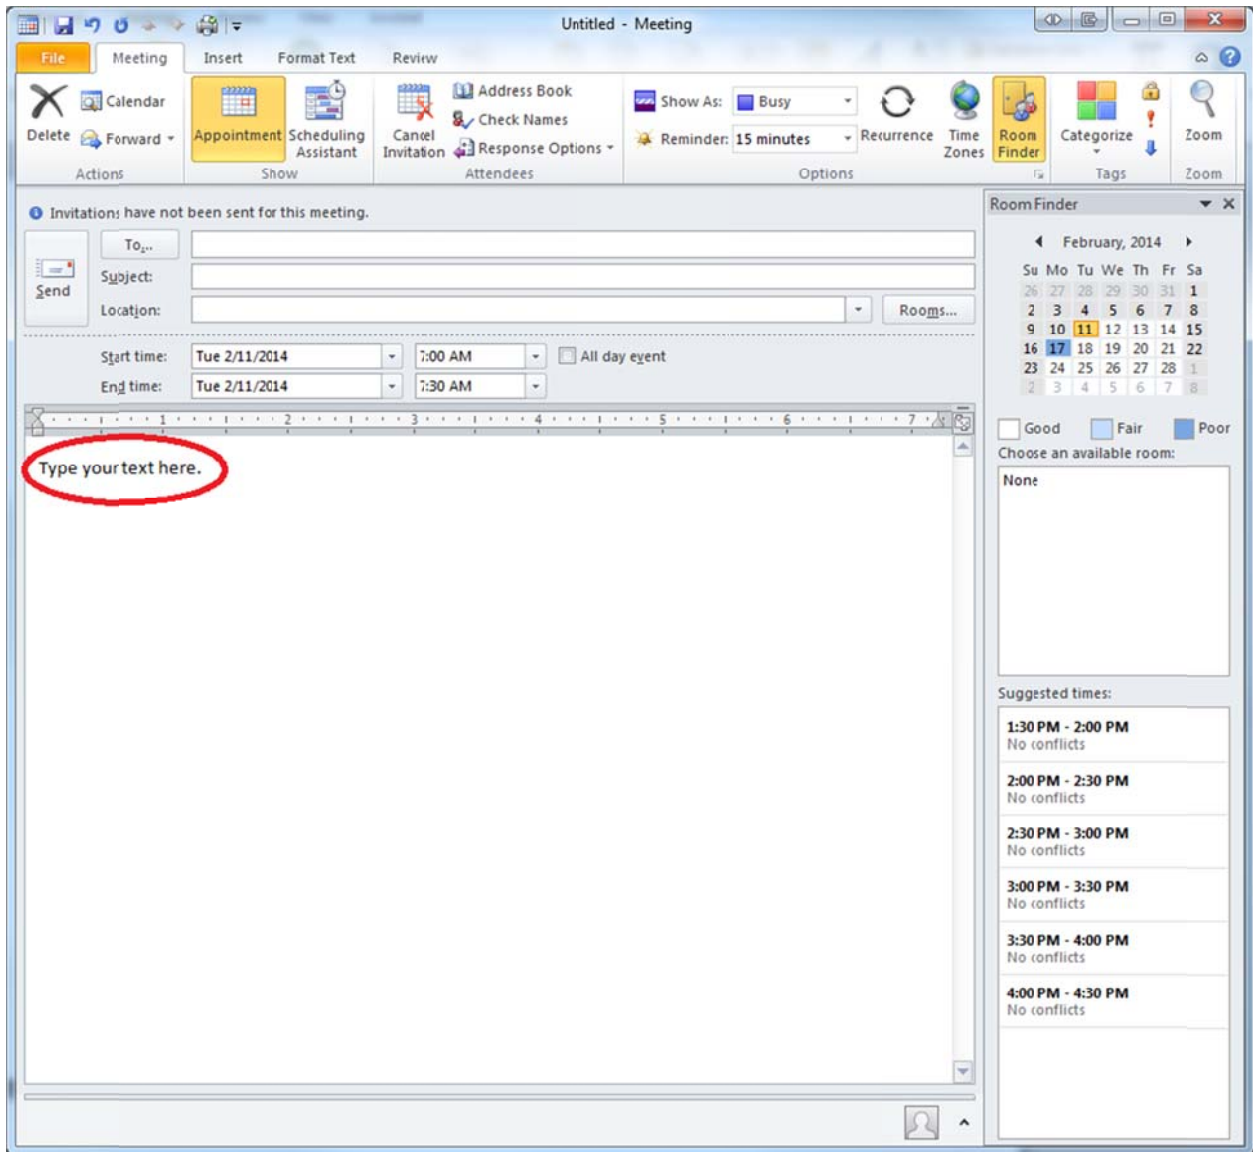 Untitled - Meeting
File Meeting Insert Format Text Review
Delete Calendar Forward Appointment Scheduling Assistant Cancel Invitation Address Book Check Names Response Options Show As: Busy Reminder: 15 minutes Recurrence Time Zones Room Finder Categorize Zoom
Actions Show Attendees Options Tags Zoom
Invitations have not been sent for this meeting.
Send
To...
Subject:
Location: Rooms...
Start time: Tue 2/11/2014 7:00 AM All day event
End time: Tue 2/11/2014 7:30 AM
1 2 3 4 5 6 7
Type your text here.
Room Finder
February, 2014
Su Mo Tu We Th Fr Sa
26 27 28 29 30 31 1
2 3 4 5 6 7 8
9 10 11 12 13 14 15
16 17 18 19 20 21 22
23 24 25 26 27 28 1
2 3 4 5 6 7 8
Good Fair Poor
Choose an available room:
None
Suggested times:
1:30 PM - 2:00 PM
No conflicts
2:00 PM - 2:30 PM
No conflicts
2:30 PM - 3:00 PM
No conflicts
3:00 PM - 3:30 PM
No conflicts
3:30 PM - 4:00 PM
No conflicts
4:00 PM - 4:30 PM
No conflicts